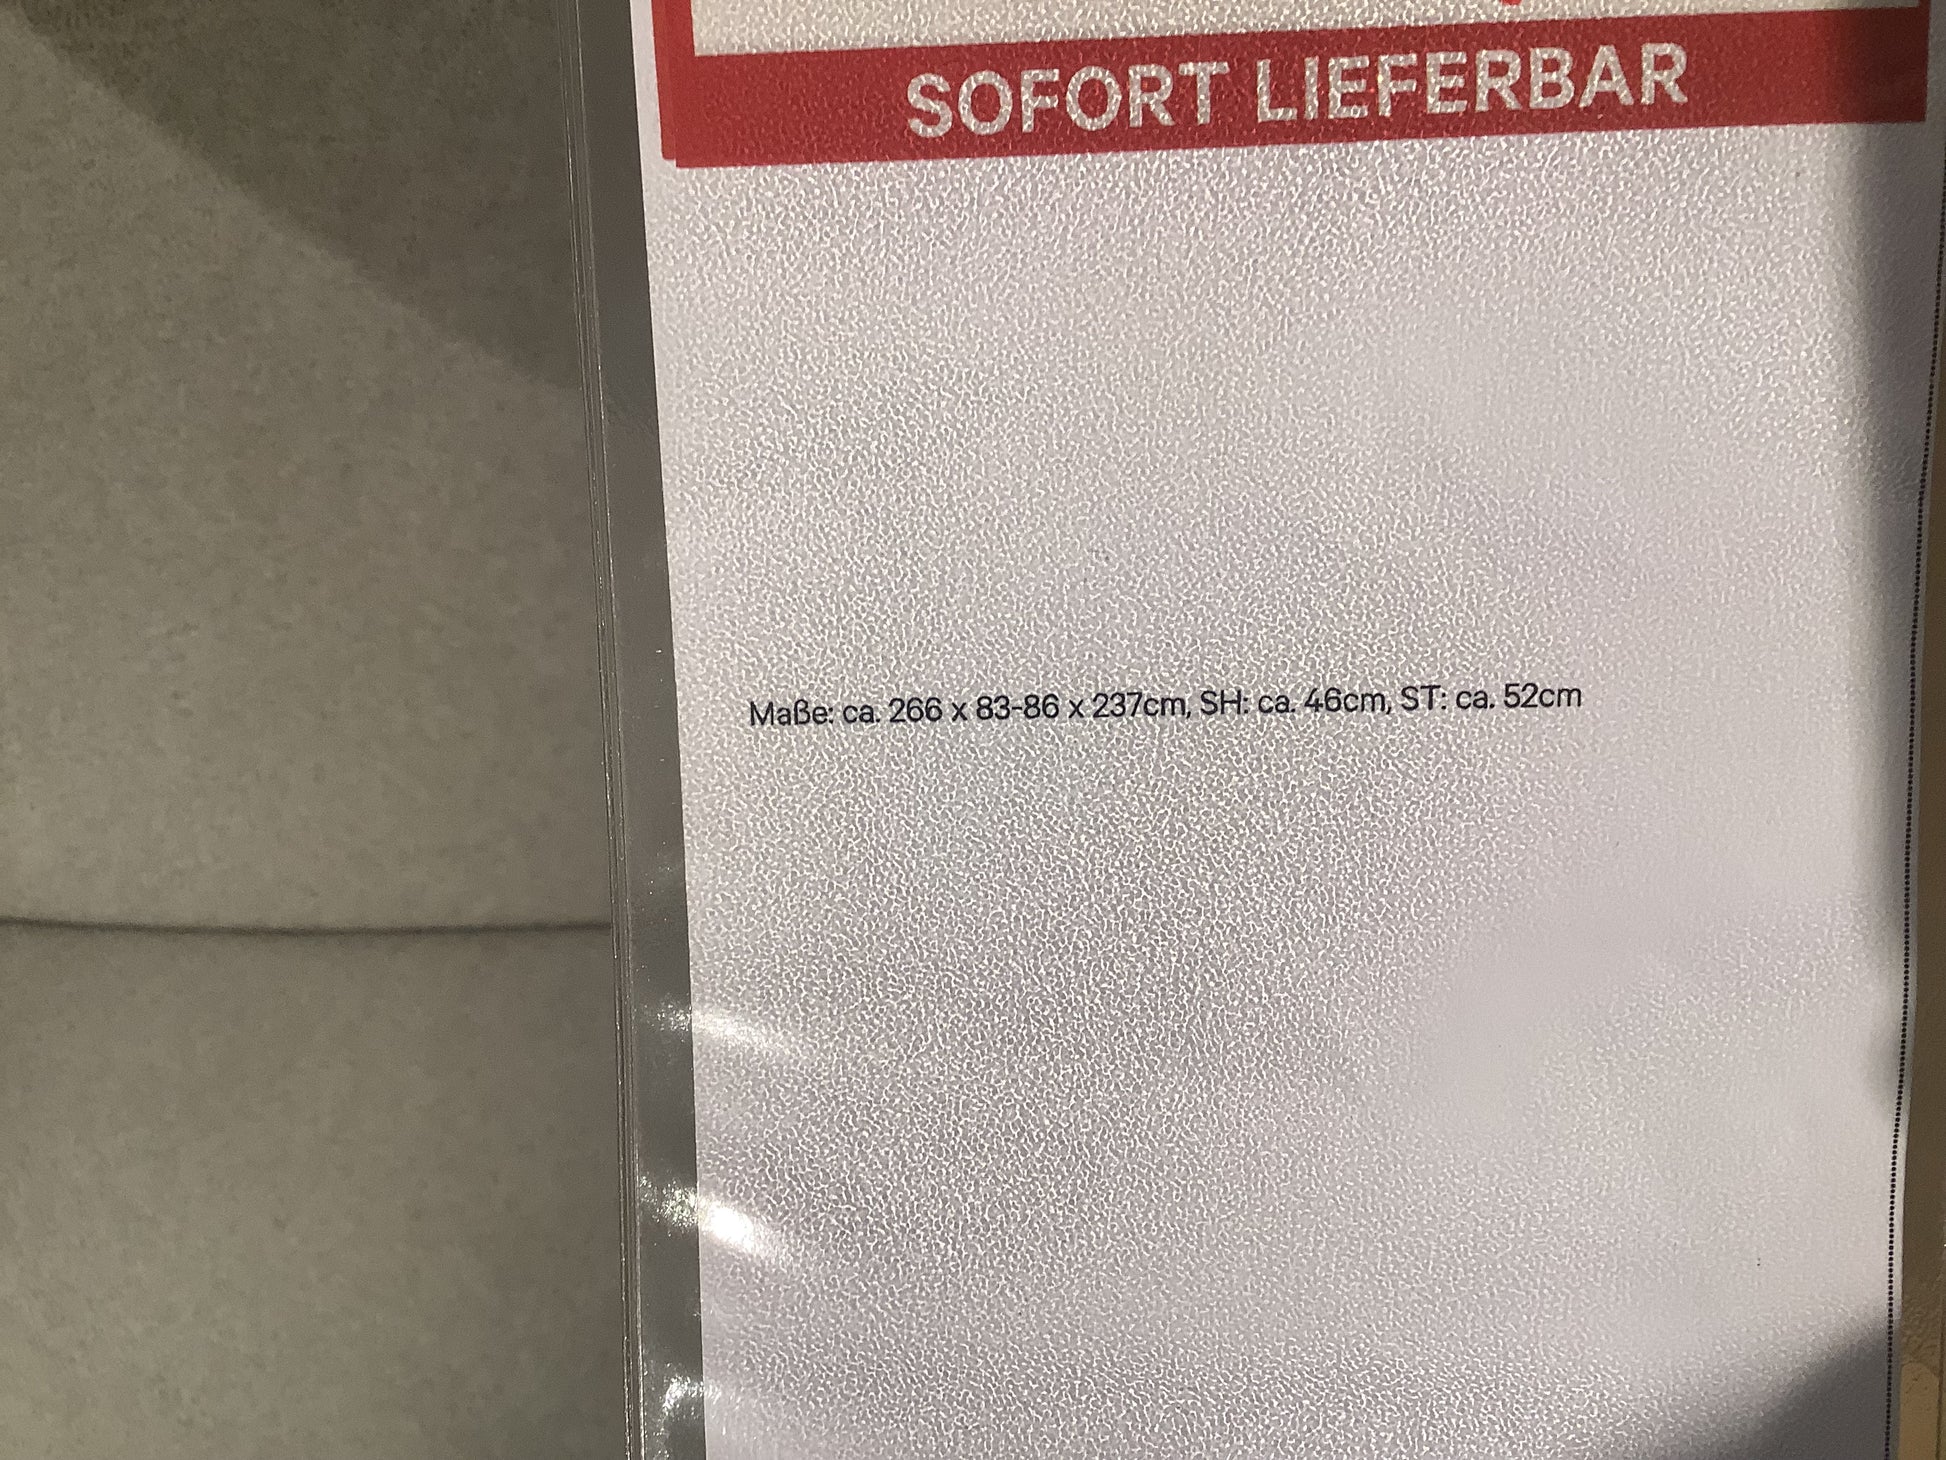 SOFORT LIEFERBAR
Maße: ca. 266 x 83-86 x 237cm, SH: ca. 46cm, ST: ca. 52cm